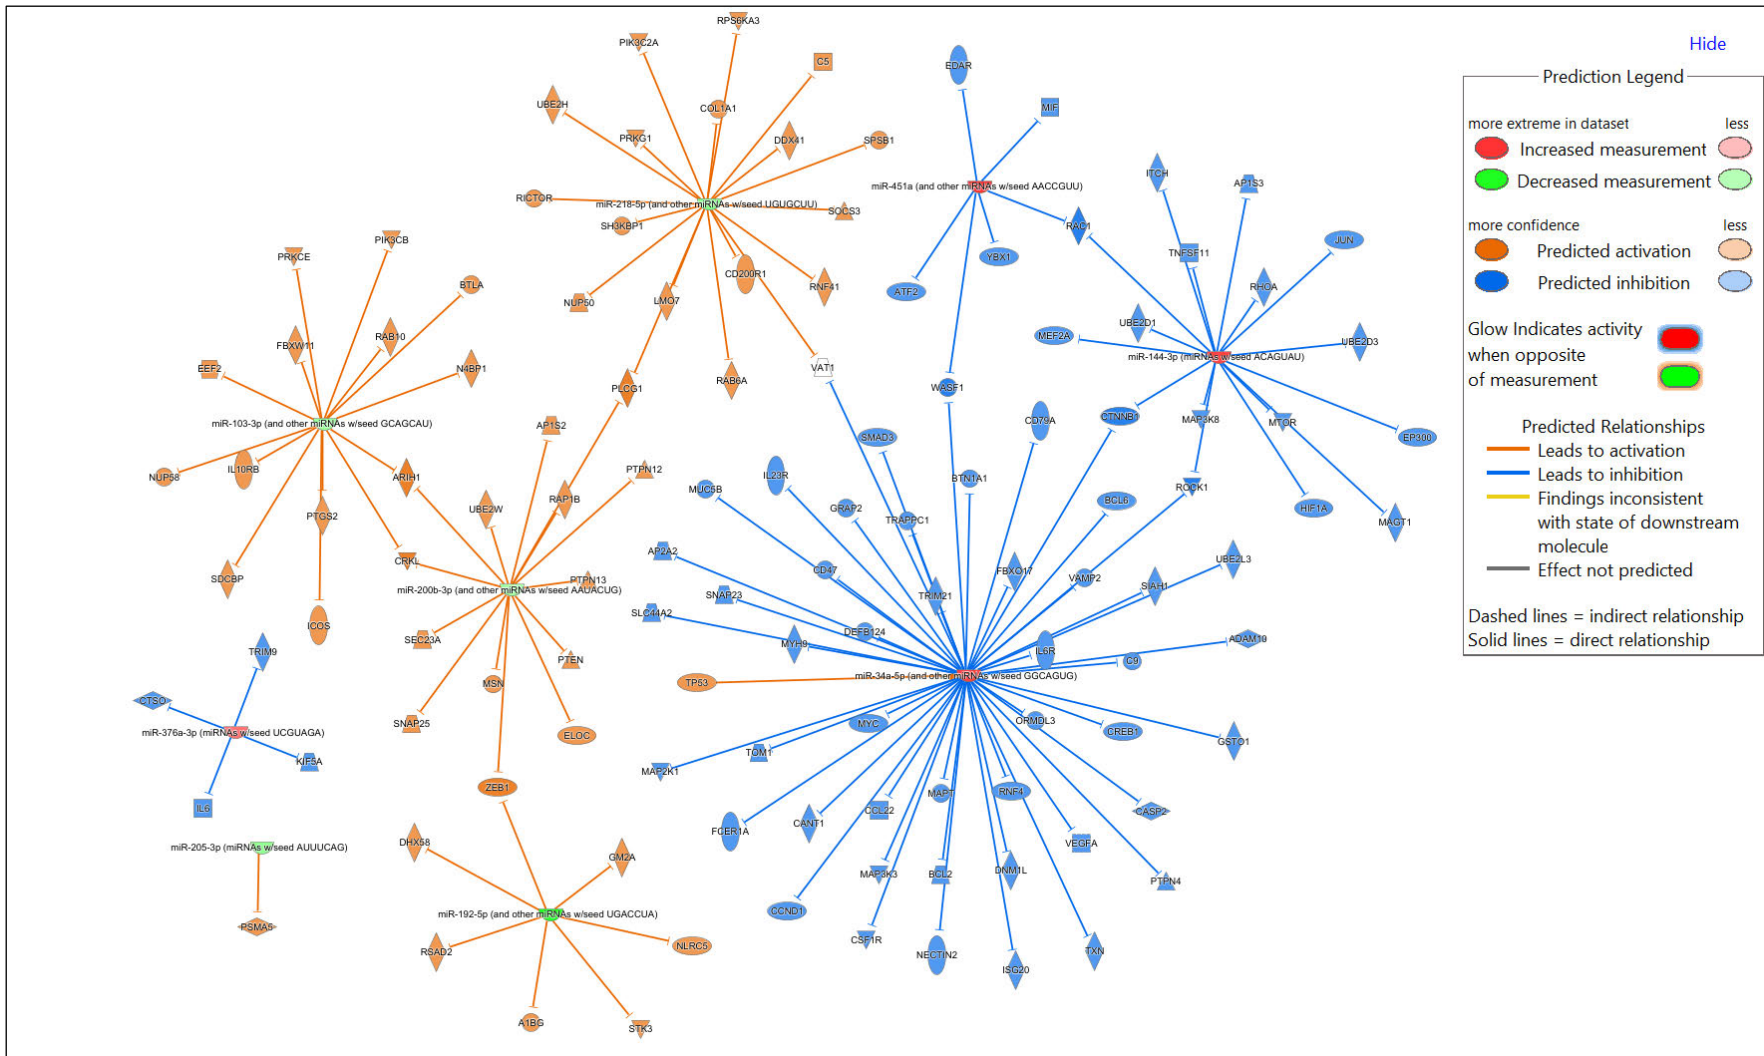 Hide
Prediction Legend
more extreme in dataset less
Increased measurement
Decreased measurement
more confidence less
Predicted activation
Predicted inhibition
Glow Indicates activity
when opposite
of measurement
Predicted Relationships
Leads to activation
Leads to inhibition
Findings inconsistent
with state of downstream
molecule
Effect not predicted
Dashed lines = indirect relationship
Solid lines = direct relationship
RPS6KA3
PIK3C2A
C5
UBE2H
COL1A1
PRKG1
DDX41
SPSB1
RICTOR
miR-218-5p (and other miRNAs w/seed UGUGCUU)
SH3KBP1
SOCS3
CD200R1
RNF41
NUP50
LMO7
VAT1
RAB6A
PLCG1
EDAR
MIF
miR-451a (and other miRNAs w/seed AACCGUU)
RAC1
YBX1
ATF2
WASF1
ITCH
AP1S3
TNFSF11
JUN
RHOA
UBE2D1
MEF2A
UBE2D3
miR-144-3p (miRNAs w/seed ACAGUAU)
CTNNB1
MAP3K8
MTOR
EP300
ROCK1
HIF1A
MAGT1
PIK3CB
PRKCE
BTLA
RAB10
FBXW11
EEF2
N4BP1
miR-103-3p (and other miRNAs w/seed GCAGCAU)
NUP58
IL10RB
ARIH1
PTGS2
CRKL
SDCBP
ICOS
AP1S2
PTPN12
UBE2W
RAP1B
PTPN13
miR-200b-3p (and other miRNAs w/seed AAUACUG)
SEC23A
PTEN
MSN
SNAP25
ELOC
ZEB1
TRIM9
CTSO
miR-376a-3p (miRNAs w/seed UCGUAGA)
KIF5A
IL6
miR-205-3p (miRNAs w/seed AUUUCAG)
PSMA5
DHX58
GM2A
miR-192-5p (and other miRNAs w/seed UGACCUA)
RSAD2
NLRC5
A1BG
STK3
CD79A
SMAD3
IL23R
BTN1A1
MUC5B
BCL6
GRAP2
TRAPPC1
AP2A2
UBE2L3
CD47
FBXO17
VAMP2
SIAH1
SNAP23
TRIM21
SLC44A2
DEFB124
MYH9
ADAM19
IL6R
C9
miR-34a-5p (and other miRNAs w/seed GGCAGUG)
TP53
MYC
ORMDL3
CREB1
GSTO1
TOM1
MAP2K1
MAPT
RNF4
CCL22
CASP2
FCER1A
CANT1
VEGFA
MAP3K3
BCL2
DNM1L
PTPN4
CCND1
CSF1R
NECTIN2
TXN
ISG20